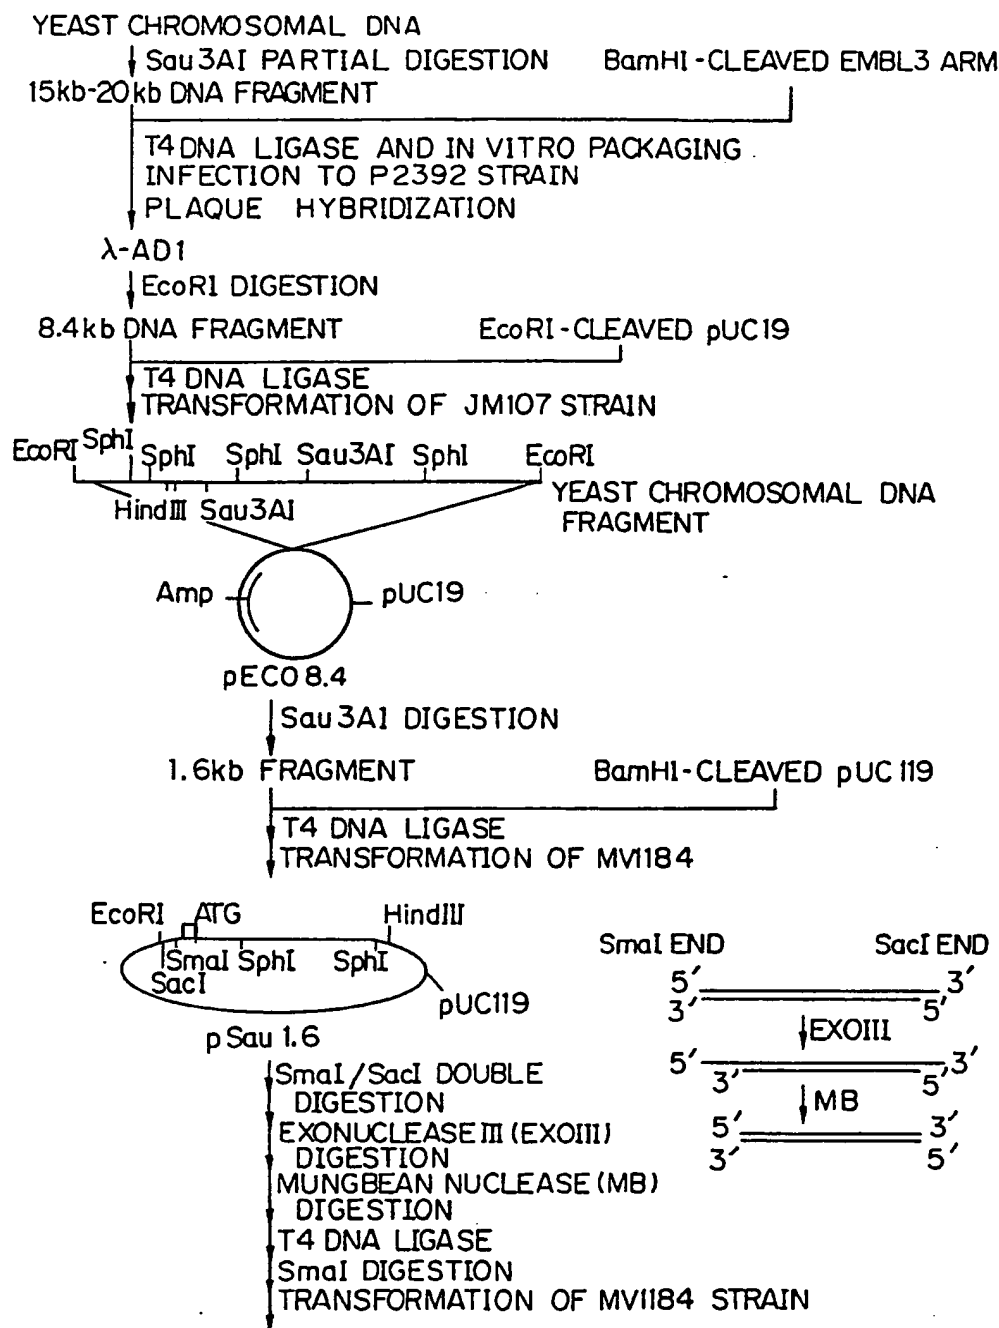 YEAST CHROMOSOMAL DNA
Sau3AI PARTIAL DIGESTION
BamHI-CLEAVED EMBL3 ARM
15kb-20kb DNA FRAGMENT
T4 DNA LIGASE AND IN VITRO PACKAGING
INFECTION TO P2392 STRAIN
PLAQUE HYBRIDIZATION
λ-AD1
EcoRI DIGESTION
8.4kb DNA FRAGMENT
EcoRI-CLEAVED pUC19
T4 DNA LIGASE
TRANSFORMATION OF JM107 STRAIN
EcoRI SphI SphI SphI Sau3AI SphI EcoRI
HindIII Sau3AI
YEAST CHROMOSOMAL DNA
FRAGMENT
Amp
pUC19
pECO8.4
Sau3AI DIGESTION
1.6kb FRAGMENT
BamHI-CLEAVED pUC119
T4 DNA LIGASE
TRANSFORMATION OF MV1184
EcoRI ATG HindIII
SmaI SphI SphI
SacI
pUC119
pSau1.6
SmaI END SacI END
5′ 3′
3′ 5′
EXOIII
5′ 3′
3′ 5′
MB
5′ 3′
3′ 5′
SmaI/SacI DOUBLE
DIGESTION
EXONUCLEASE III (EXOIII)
DIGESTION
MUNGBEAN NUCLEASE (MB)
DIGESTION
T4 DNA LIGASE
SmaI DIGESTION
TRANSFORMATION OF MV1184 STRAIN